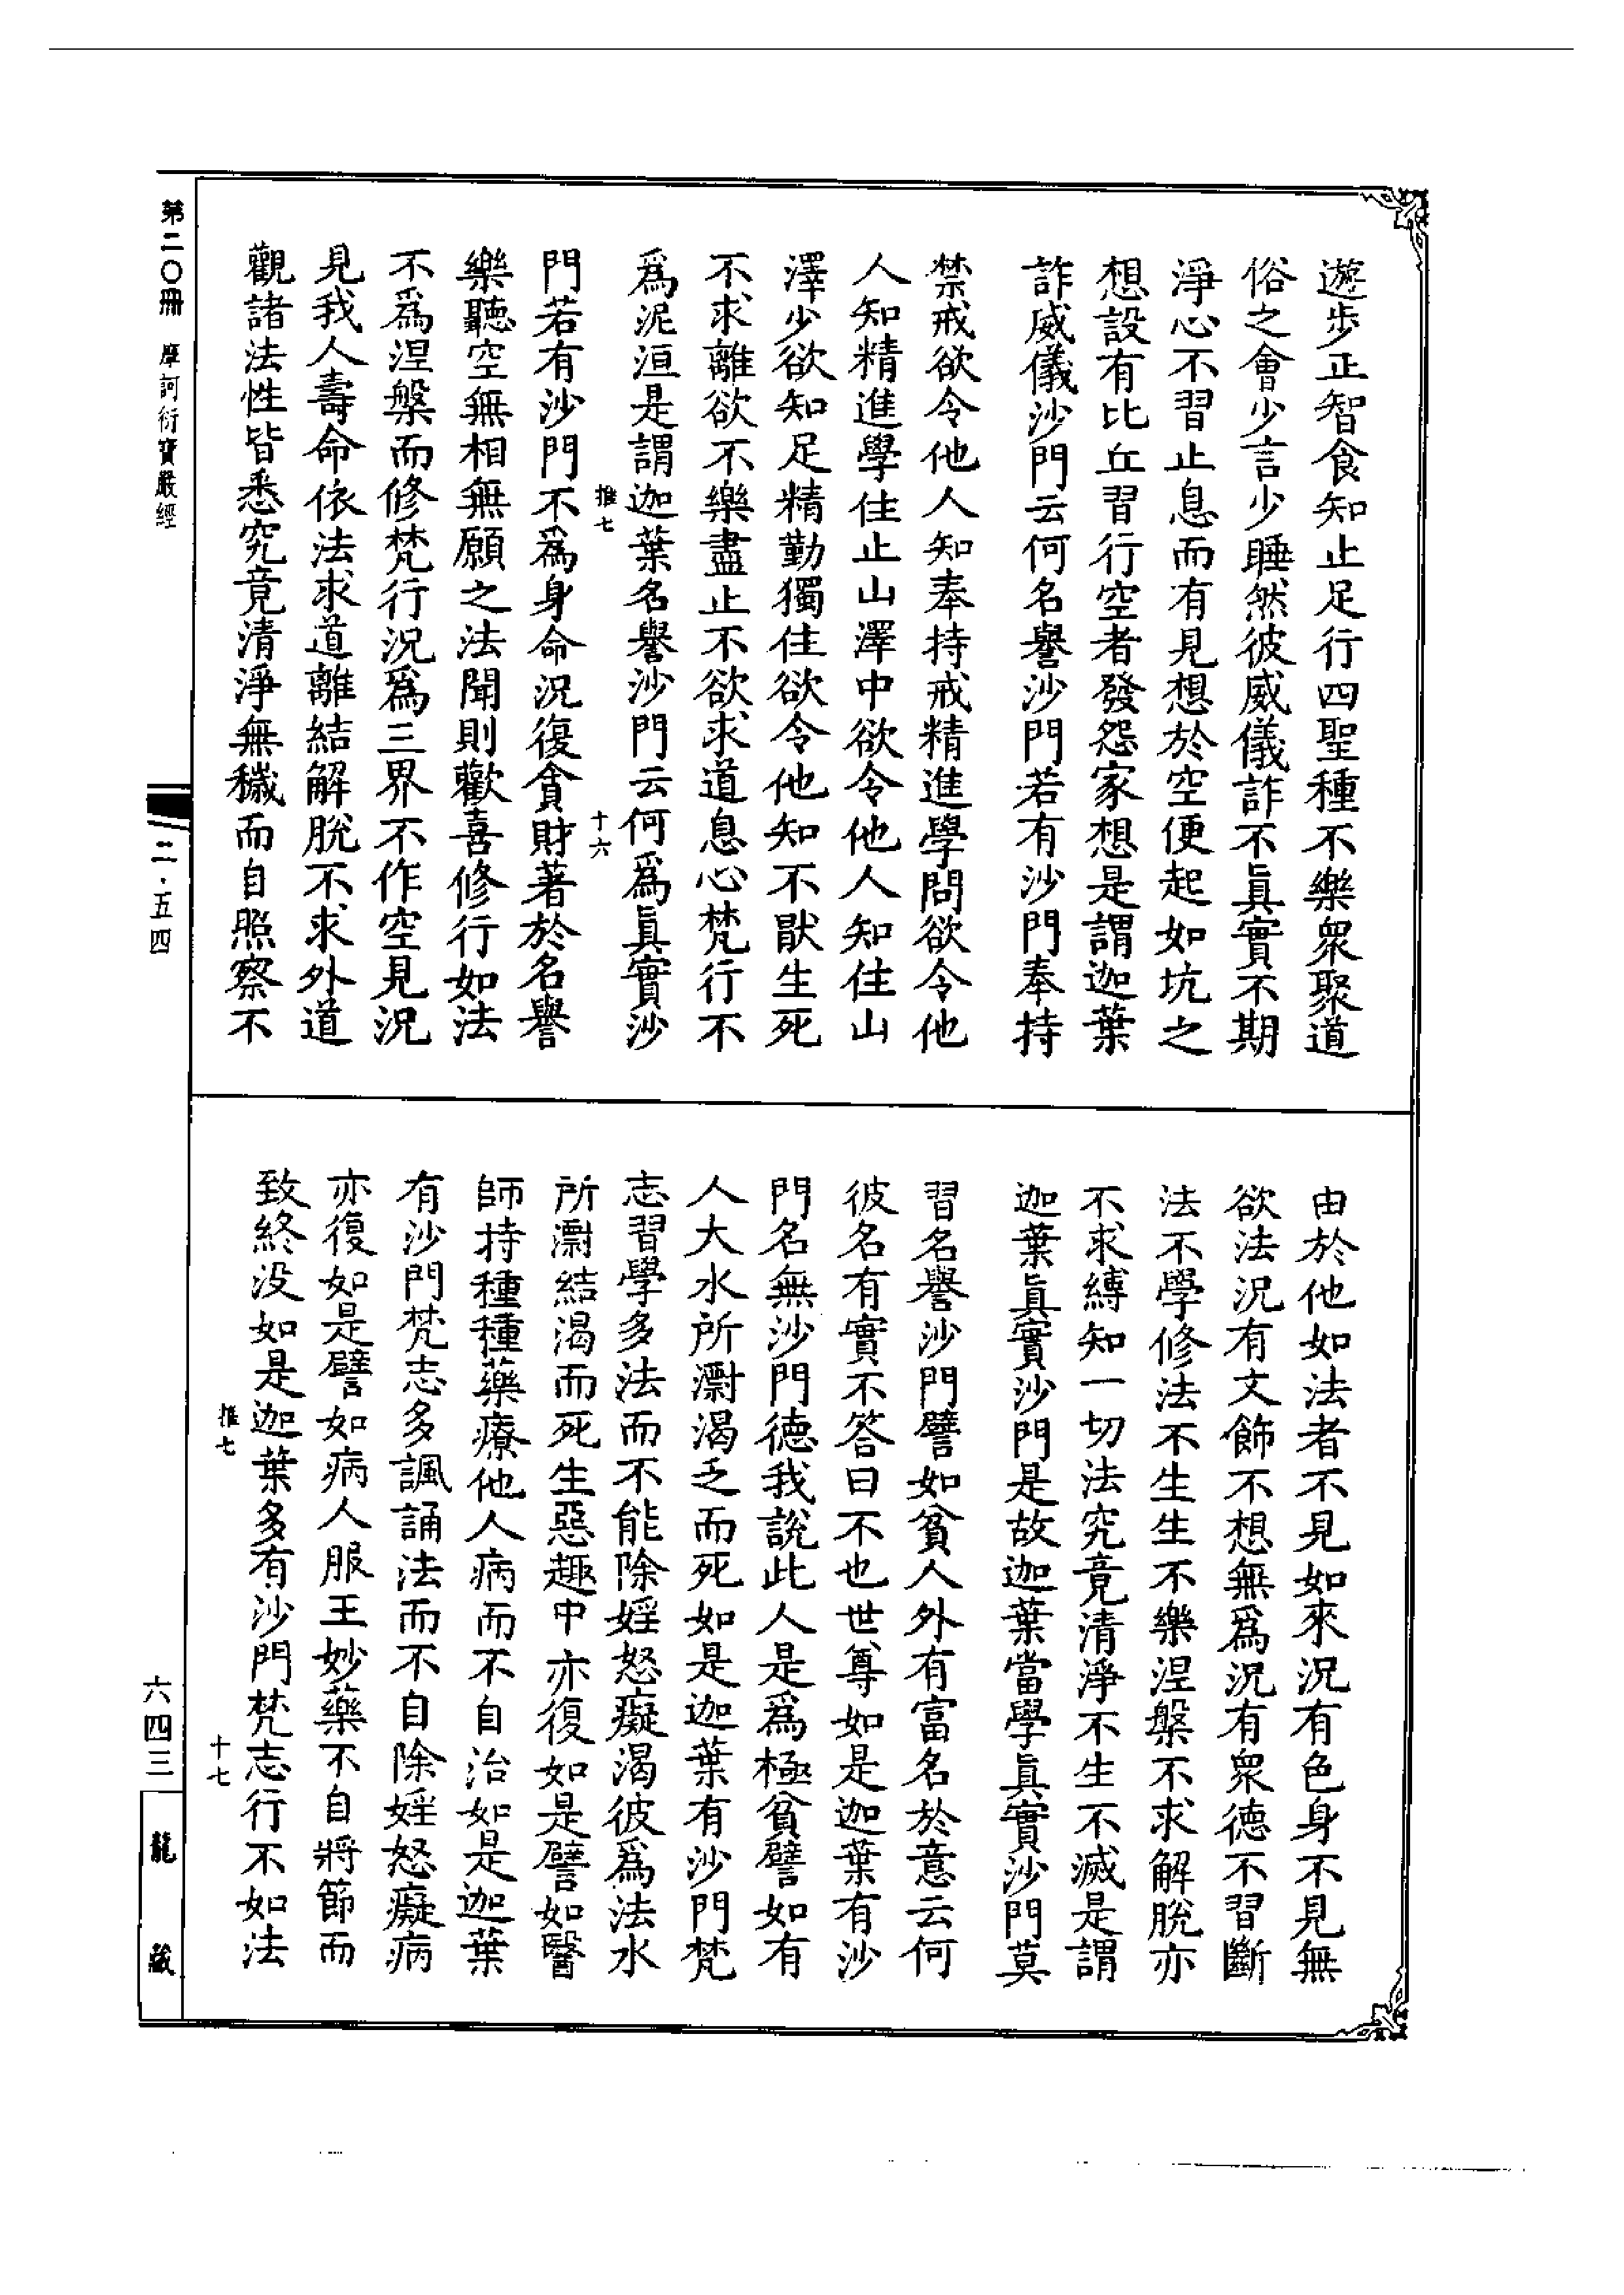 遊步正智食知止足行四聖種不樂衆聚道
俗之會少言少睡然彼威儀詐不眞實不期
淨心不習止息而有見想於空便起如坑之
想設有比丘習行空者發怨家想是謂迦葉
詐威儀沙門云何名譽沙門若有沙門奉持
禁戒欲令他人知奉持戒精進學問欲令他
人知精進學住止山澤中欲令他人知住山
澤少欲知足精勤獨住欲令他知不猒生死
不求離欲不樂盡止不欲求道息心梵行不
爲泥洹是謂迦葉名譽沙門云何爲眞實沙
推七
十六
門若有沙門不爲身命況復貪財著於名譽
樂聽空無相無願之法聞則歡喜修行如法
不爲涅槃而修梵行況爲三界不作空見況
見我人壽命依法求道離結解脫不求外道
觀諸法性皆悉究竟清淨無穢而自照察不
第二〇冊 摩訶衍寶嚴經
二·五四
由於他如法者不見如來況有色身不見無
欲法況有文飾不想無爲況有衆德不習斷
法不學修法不生生不樂涅槃不求解脫亦
不求縛知一切法究竟清淨不生不滅是謂
迦葉眞實沙門是故迦葉當學眞實沙門莫
習名譽沙門譬如貧人外有富名於意云何
彼名有實不答曰不也世尊如是迦葉有沙
門名無沙門德我說此人是爲極貧譬如有
人大水所㵱渴乏而死如是迦葉有沙門梵
志習學多法而不能除婬怒癡渴彼爲法水
所㵱結渴而死生惡趣中亦復如是譬如醫
師持種種藥療他人病而不自治如是迦葉
有沙門梵志多諷誦法而不自除婬怒癡病
亦復如是譬如病人服王妙藥不自將節而
致終没如是迦葉多有沙門梵志行不如法
推七
十七
六四三
龍藏